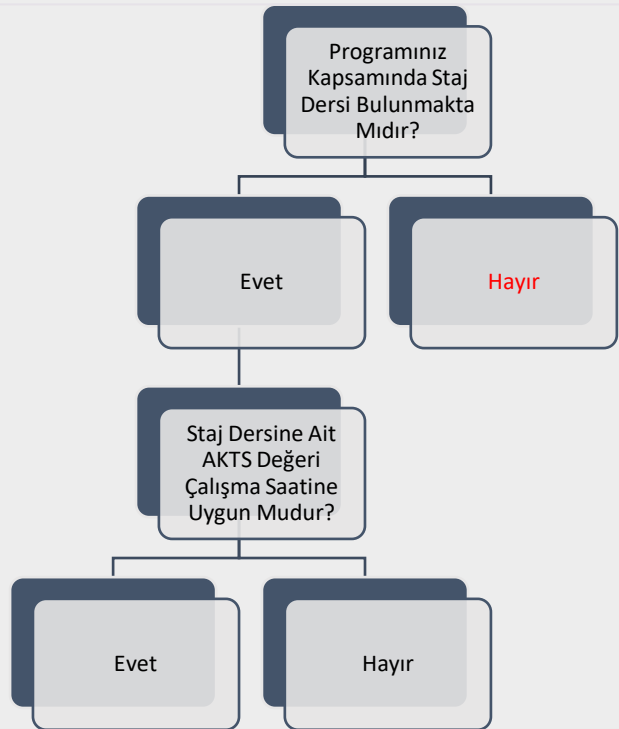 Programınız
Kapsamında Staj
Dersi Bulunmakta
Mıdır?
Evet
Hayır
Staj Dersine Ait
AKTS Değeri
Çalışma Saatine
Uygun Mudur?
Evet
Hayır